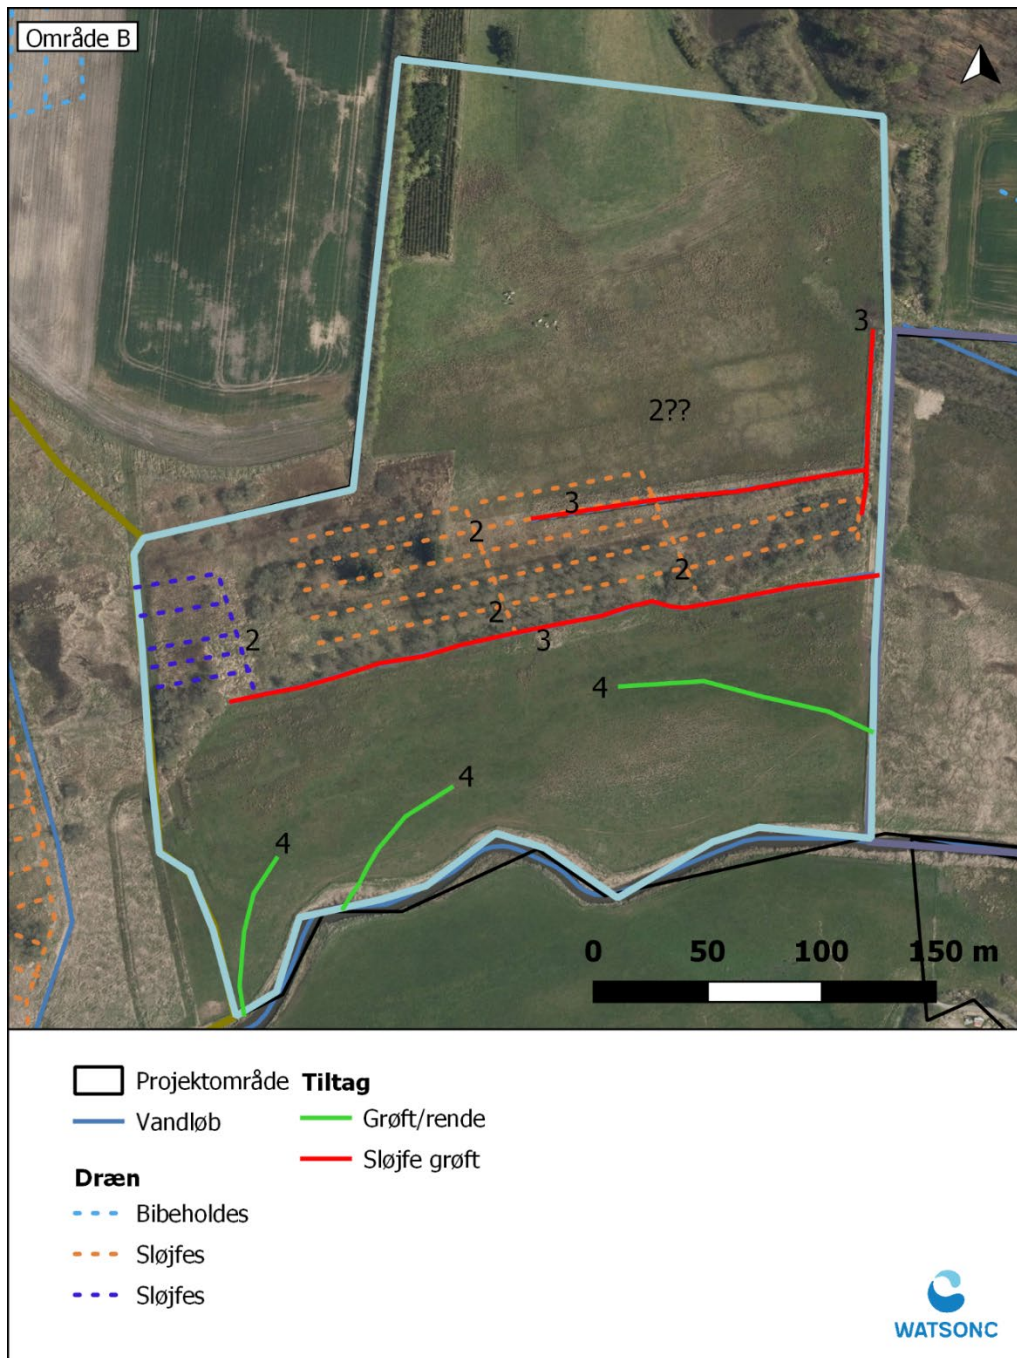 Område B
3
2??
3
2
2
2
2
3
4
4
4
0 50 100 150 m
Projektområde
Vandløb
Dræn
Bibeholdes
Sløjfes
Sløjfes
Tiltag
Grøft/rende
Sløjfe grøft
WATSONC